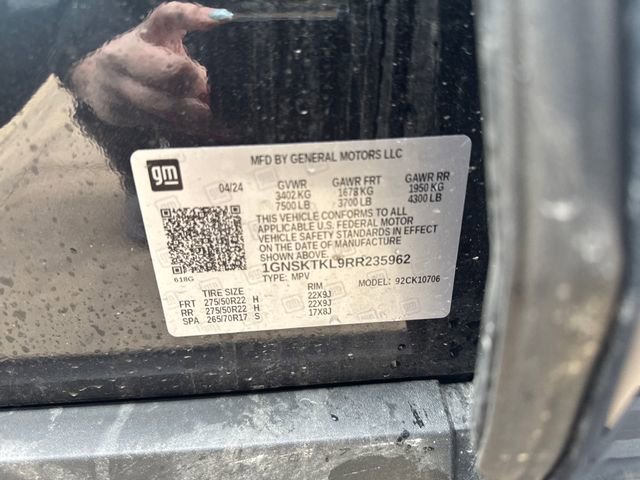 gm
MFD BY GENERAL MOTORS LLC
04/24 GVWR GAWR FRT GAWR RR
3402 KG 1678 KG 1950 KG
7500 LB 3700 LB 4300 LB
THIS VEHICLE CONFORMS TO ALL
APPLICABLE U.S. FEDERAL MOTOR
VEHICLE SAFETY STANDARDS IN EFFECT
ON THE DATE OF MANUFACTURE
SHOWN ABOVE.
1GNSKTKL9RR235962
618G TYPE: MPV MODEL: 92CK10706
TIRE SIZE RIM
FRT 275/50R22 H 22X9J
RR 275/50R22 H 22X9J
SPA 265/70R17 S 17X8J